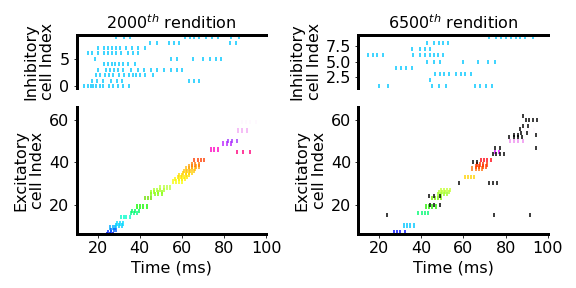 2000th rendition
6500th rendition
Inhibitory
cell Index
5
0
Inhibitory
cell Index
7.5
5.0
2.5
Excitatory
cell Index
60
40
20
Excitatory
cell Index
60
40
20
20 40 60 80 100
20 40 60 80 100
Time (ms)
Time (ms)